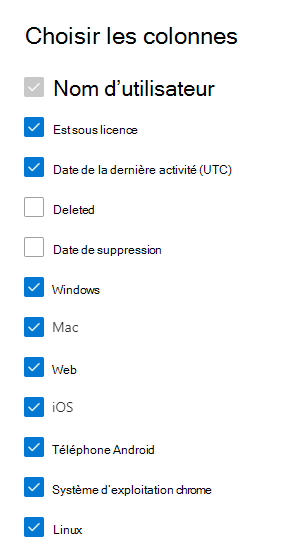 Choisir les colonnes
Nom d’utilisateur
Est sous licence
Date de la dernière activité (UTC)
Deleted
Date de suppression
Windows
Mac
Web
iOS
Téléphone Android
Système d’exploitation chrome
Linux